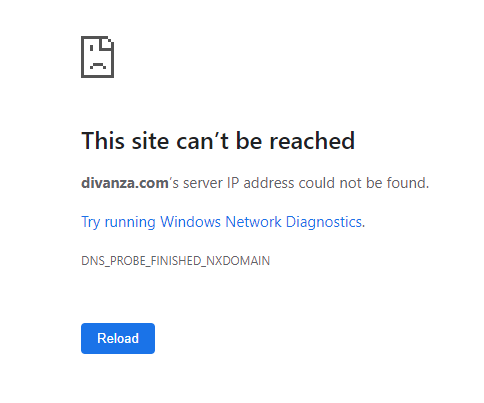 This site can’t be reached
divanza.com’s server IP address could not be found.
Try running Windows Network Diagnostics.
DNS_PROBE_FINISHED_NXDOMAIN
Reload